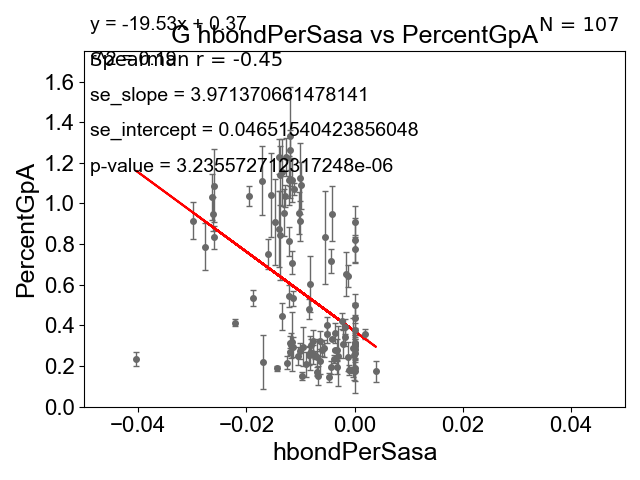 y = -19.53x + 0.37
N = 107
G hbondPerSasa vs PercentGpA
Spearman r = -0.45
se_slope = 3.971370661478141
se_intercept = 0.04651540423856048
p-value = 3.235572712317248e-06
PercentGpA
1.6
1.4
1.2
1.0
0.8
0.6
0.4
0.2
0.0
−0.04
−0.02
0.00
0.02
0.04
hbondPerSasa